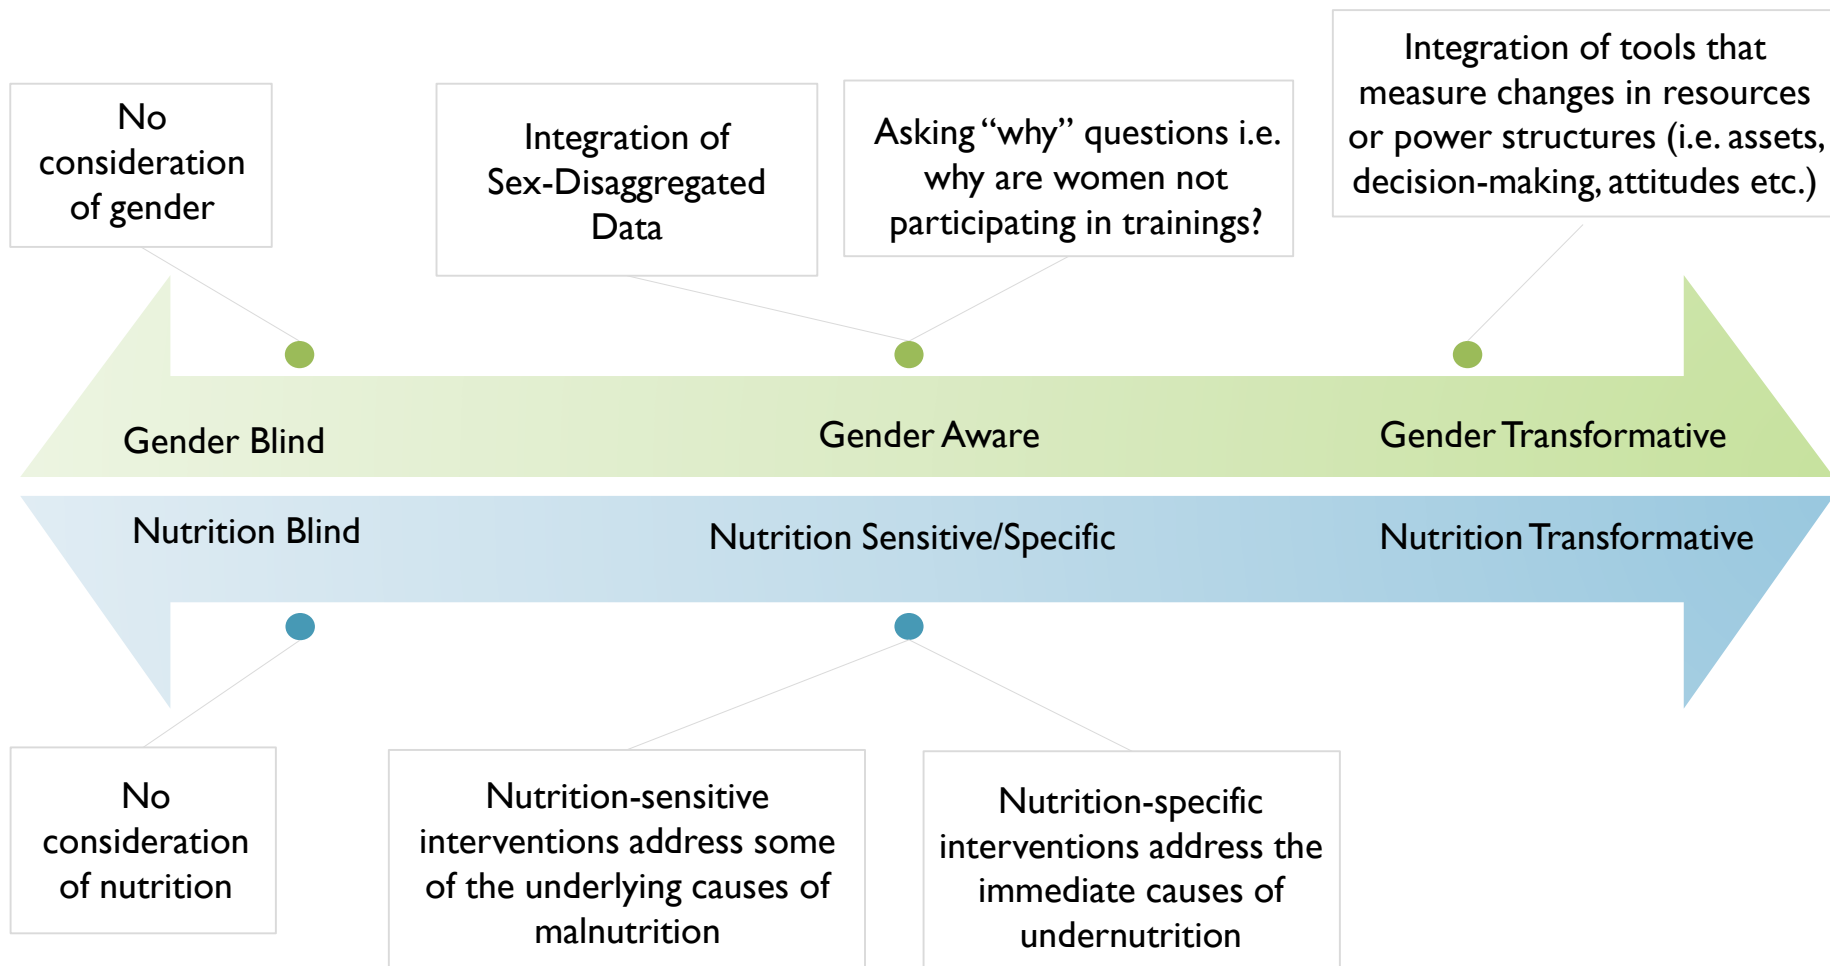 No
consideration
of gender
Integration of
Sex-Disaggregated
Data
Asking “why” questions i.e.
why are women not
participating in trainings?
Integration of tools that
measure changes in resources
or power structures (i.e. assets,
decision-making, attitudes etc.)
Gender Blind
Gender Aware
Gender Transformative
Nutrition Blind
Nutrition Sensitive/Specific
Nutrition Transformative
No
consideration
of nutrition
Nutrition-sensitive
interventions address some
of the underlying causes of
malnutrition
Nutrition-specific
interventions address the
immediate causes of
undernutrition